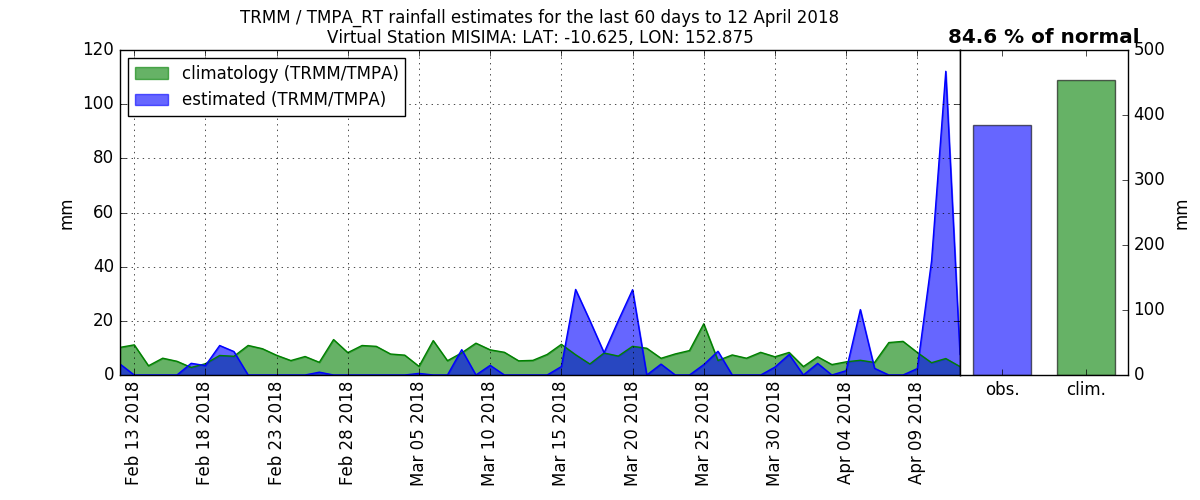 TRMM / TMPA_RT rainfall estimates for the last 60 days to 12 April 2018
Virtual Station MISIMA: LAT: -10.625, LON: 152.875
84.6 % of normal
climatology (TRMM/TMPA)
estimated (TRMM/TMPA)
120
100
80
60
40
20
0
mm
Feb 13 2018
Feb 18 2018
Feb 23 2018
Feb 28 2018
Mar 05 2018
Mar 10 2018
Mar 15 2018
Mar 20 2018
Mar 25 2018
Mar 30 2018
Apr 04 2018
Apr 09 2018
500
400
300
200
100
0
mm
obs.
clim.